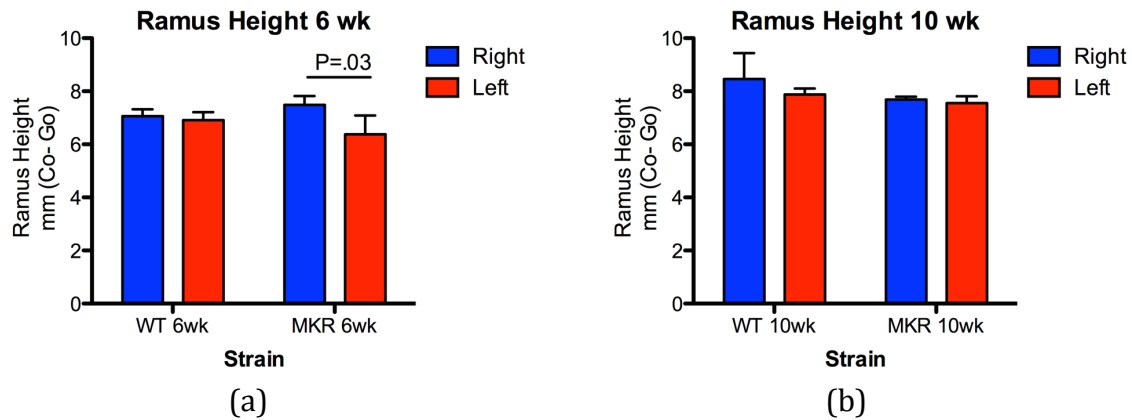 Ramus Height 6 wk
10
8
6
4
2
0
Ramus Height
mm (Co- Go)
P=.03
Right
Left
WT 6wk
MKR 6wk
Strain
(a)
Ramus Height 10 wk
10
8
6
4
2
0
Ramus Height
mm (Co- Go)
Right
Left
WT 10wk
MKR 10wk
Strain
(b)